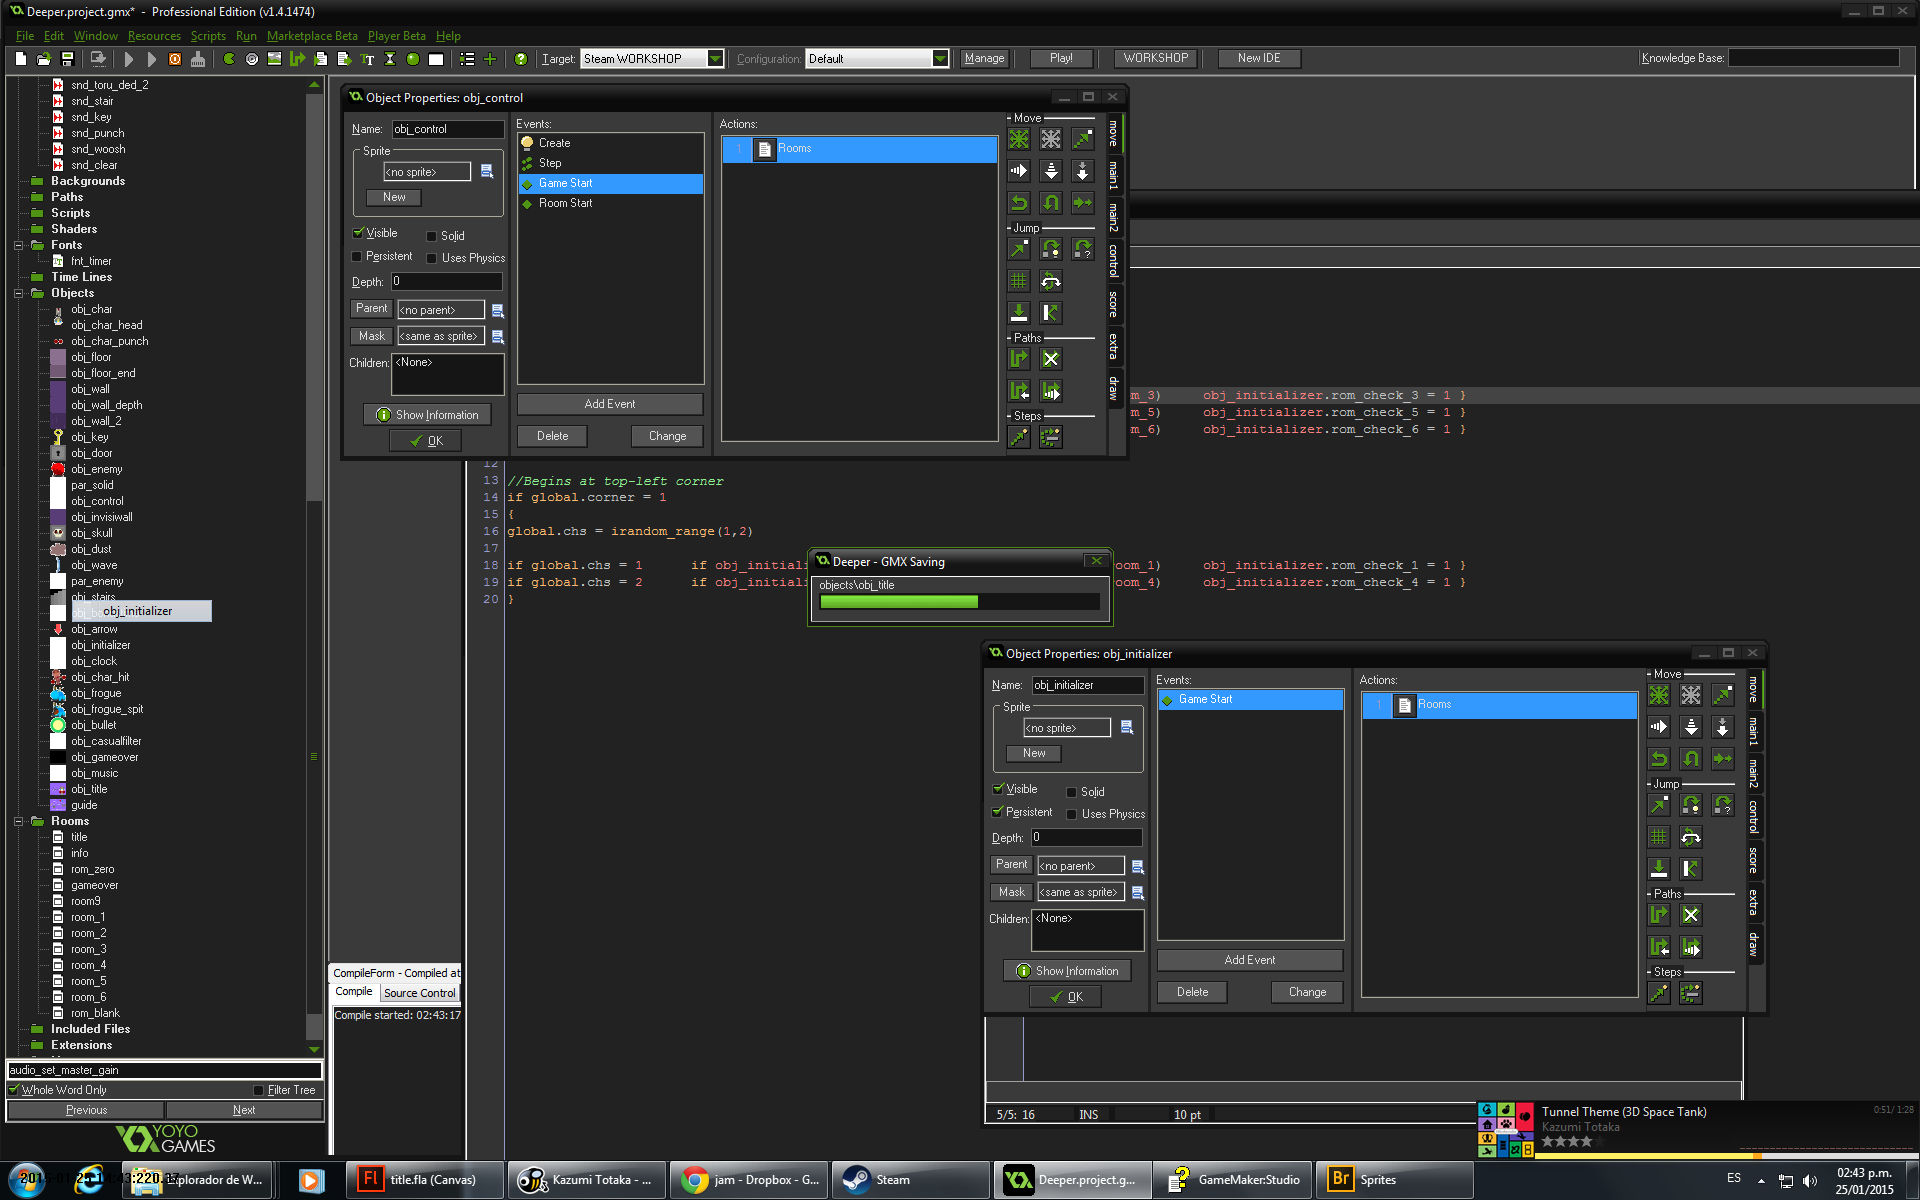 Deeper.project.gmx* - Professional Edition (v1.4.1474)
File Edit Window Resources Scripts Run Marketplace Beta Player Beta Help
Target: Steam WORKSHOP Configuration: Default Manage Play! WORKSHOP New IDE Knowledge Base:
snd_toru_ded_2
snd_stair
snd_key
snd_punch
snd_woosh
snd_clear
Backgrounds
Paths
Scripts
Shaders
Fonts
fnt_timer
Time Lines
Objects
obj_char
obj_char_head
obj_char_punch
obj_floor
obj_floor_end
obj_wall
obj_wall_depth
obj_wall_2
obj_key
obj_door
obj_enemy
par_solid
obj_control
obj_invisiwall
obj_skull
obj_dust
obj_wave
par_enemy
obj_stairs
obj_initializer
obj_arrow
obj_initializer
obj_clock
obj_char_hit
obj_frogue
obj_frogue_spit
obj_bullet
obj_casualfilter
obj_gameover
obj_music
obj_title
guide
Rooms
title
info
rom_zero
gameover
room9
room_1
room_2
room_3
room_4
room_5
room_6
rom_blank
Included Files
Extensions
audio_set_master_gain
Whole Word Only Filter Tree
Previous Next
YOYO
GAMES
Object Properties: obj_control
Name: obj_control
Sprite
<no sprite>
New
Visible Solid
Persistent Uses Physics
Depth: 0
Parent <no parent>
Mask <same as sprite>
Children: <None>
Show Information
OK
Events:
Create
Step
Game Start
Room Start
Add Event
Delete Change
Actions:
1 Rooms
Move
Jump
Paths
Steps
move
main1
main2
control
score
extra
draw
m_3) obj_initializer.rom_check_3 = 1 }
m_5) obj_initializer.rom_check_5 = 1 }
m_6) obj_initializer.rom_check_6 = 1 }
12
13 //Begins at top-left corner
14 if global.corner = 1
15 {
16 global.chs = irandom_range(1,2)
17
18 if global.chs = 1 if obj_initiali oom_1) obj_initializer.rom_check_1 = 1 }
19 if global.chs = 2 if obj_initiali oom_4) obj_initializer.rom_check_4 = 1 }
20 }
Deeper - GMX Saving
objects\obj_title
Object Properties: obj_initializer
Name: obj_initializer
Sprite
<no sprite>
New
Visible Solid
Persistent Uses Physics
Depth: 0
Parent <no parent>
Mask <same as sprite>
Children: <None>
Show Information
OK
Events:
Game Start
Add Event
Delete Change
Actions:
1 Rooms
Move
Jump
Paths
Steps
move
main1
main2
control
score
extra
draw
CompileForm - Compiled at
Compile Source Control
Compile started: 02:43:17
5/5: 16 INS 10 pt
Tunnel Theme (3D Space Tank) 0:51/ 1:28
Kazumi Totaka
Explorador de W...
Fl title.fla (Canvas)
Kazumi Totaka - ...
jam - Dropbox - G...
Steam
Deeper.project.g...
GameMaker:Studio
Br Sprites
ES
02:43 p.m.
25/01/2015